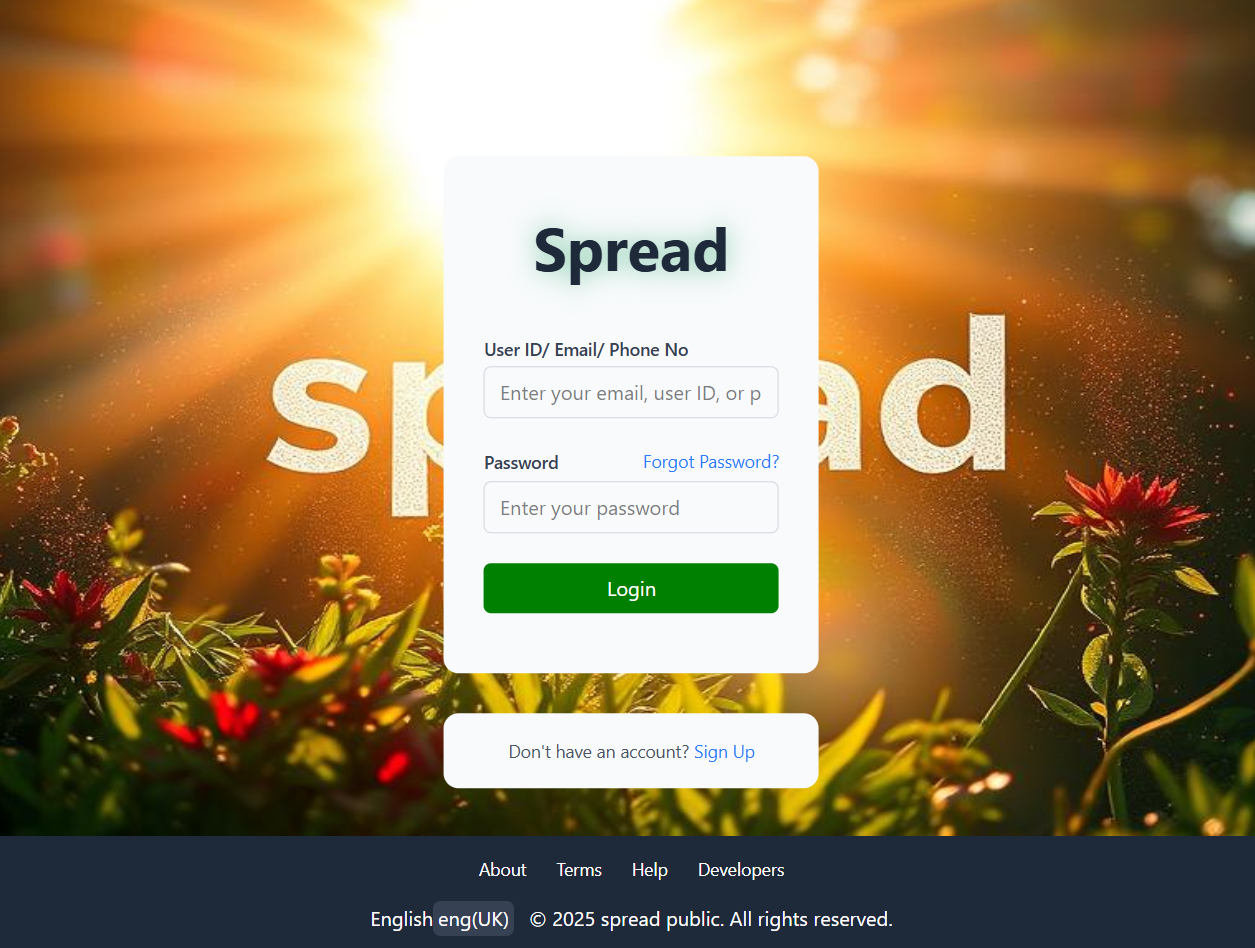 Spread
sp ad
User ID/ Email/ Phone No
Enter your email, user ID, or p
Password Forgot Password?
Enter your password
Login
Don't have an account? Sign Up
About Terms Help Developers
English eng(UK) © 2025 spread public. All rights reserved.